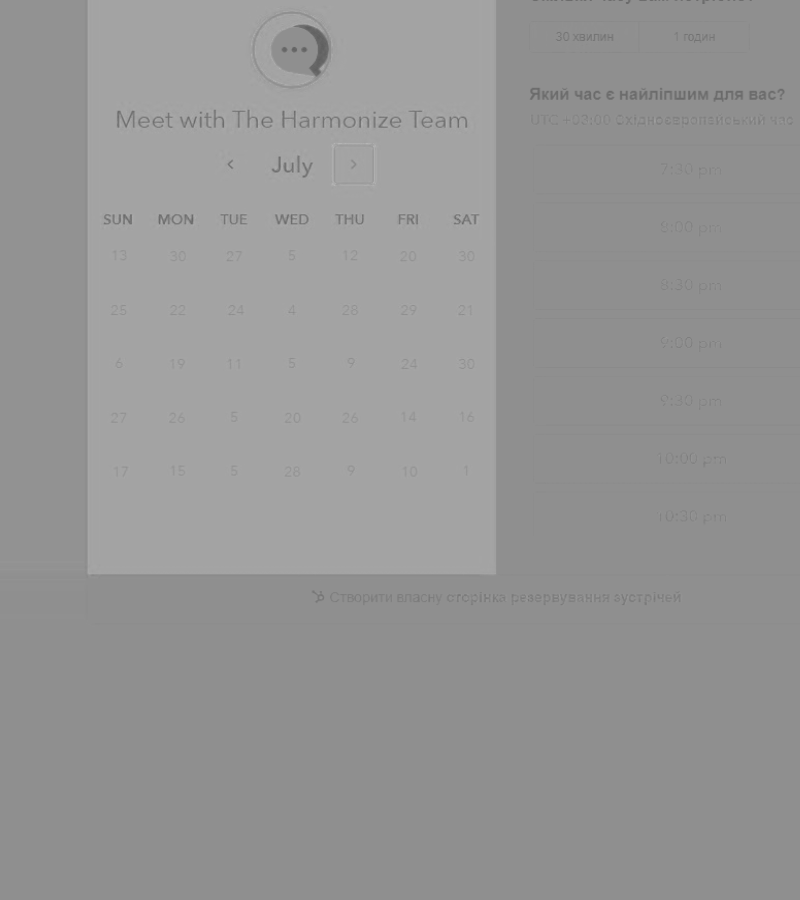 Meet with The Harmonize Team
July
SUN MON TUE WED THU FRI SAT
13 30 27 5 12 20 30
25 22 24 4 28 29 21
6 19 11 5 9 24 30
27 26 5 20 26 14 16
17 15 5 28 9 10 1
30 хвилин 1 годин
Який час є найліпшим для вас?
UTC +03:00 Східноєвропейський час
7:30 pm
8:00 pm
8:30 pm
9:00 pm
9:30 pm
10:00 pm
10:30 pm
Створити власну сторінка резервування зустрічей